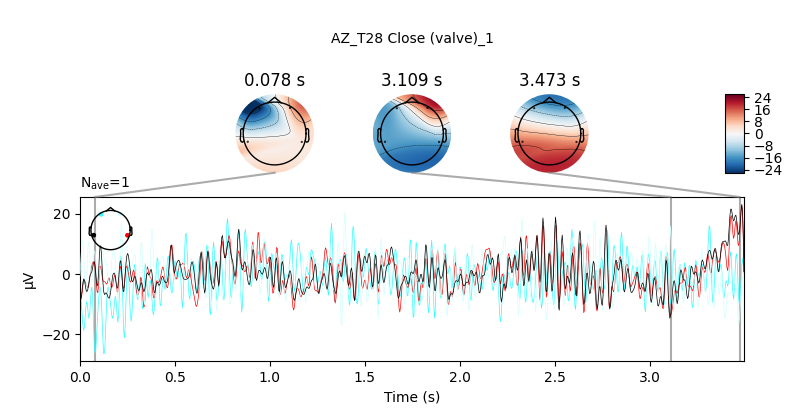 AZ_T28 Close (valve)_1
0.078 s
3.109 s
3.473 s
24
16
8
0
−8
−16
−24
Nave=1
20
0
−20
µV
0.0
0.5
1.0
1.5
2.0
2.5
3.0
Time (s)